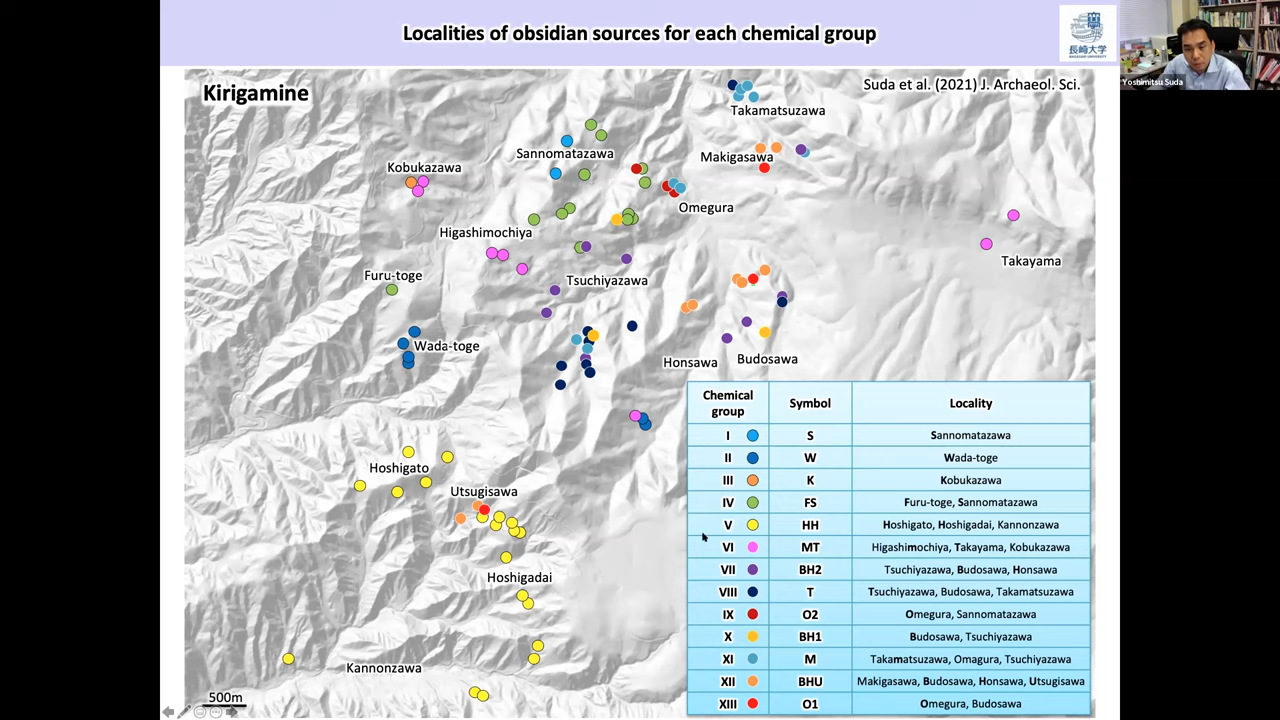 Localities of obsidian sources for each chemical group
長崎大学
NAGASAKI UNIVERSITY
Yoshimitsu Suda
Kirigamine
Suda et al. (2021) J. Archaeol. Sci.
Takamatsuzawa
Sannomatazawa
Makigasawa
Kobukazawa
Omegura
Higashimochiya
Takayama
Furu-toge
Tsuchiyazawa
Wada-toge
Honsawa
Budosawa
Hoshigato
Utsugisawa
Hoshigadai
Kannonzawa
500m
Chemical group Symbol Locality
I S Sannomatazawa
II W Wada-toge
III K Kobukazawa
IV FS Furu-toge, Sannomatazawa
V HH Hoshigato, Hoshigadai, Kannonzawa
VI MT Higashimochiya, Takayama, Kobukazawa
VII BH2 Tsuchiyazawa, Budosawa, Honsawa
VIII T Tsuchiyazawa, Budosawa, Takamatsuzawa
IX O2 Omegura, Sannomatazawa
X BH1 Budosawa, Tsuchiyazawa
XI M Takamatsuzawa, Omagura, Tsuchiyazawa
XII BHU Makigasawa, Budosawa, Honsawa, Utsugisawa
XIII O1 Omegura, Budosawa